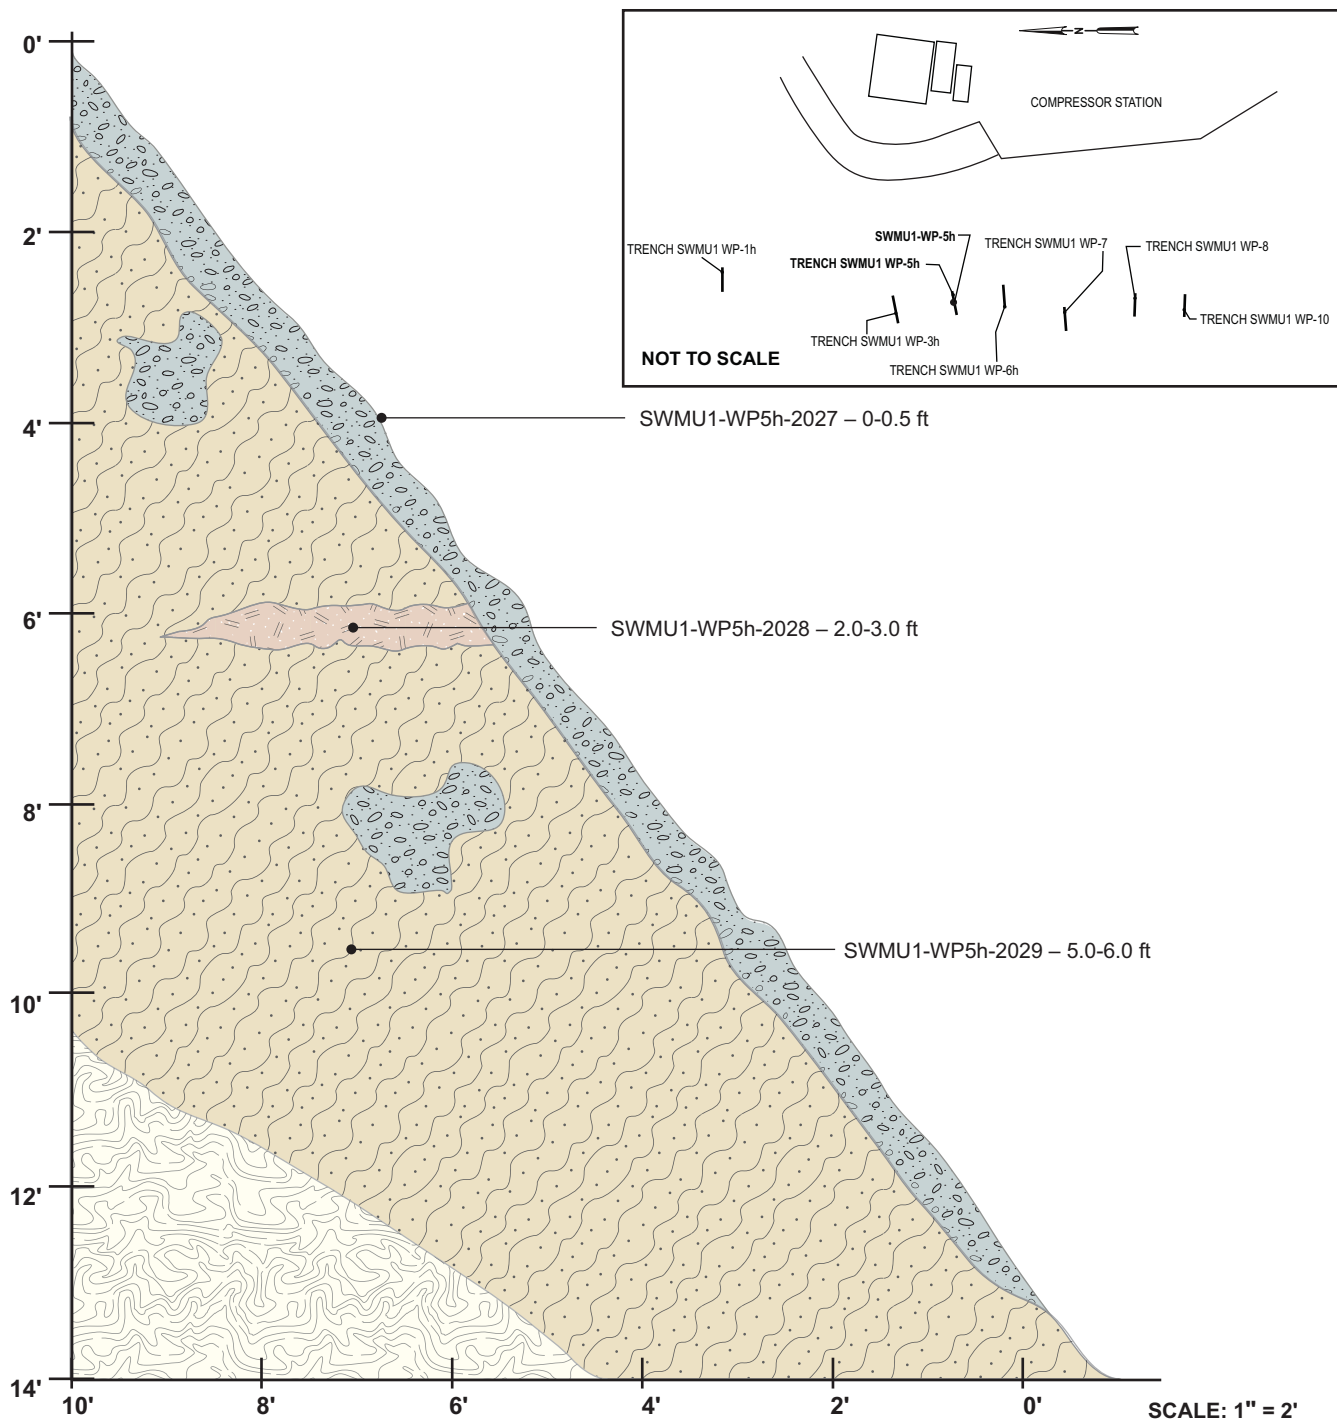 0'
2'
4'
6'
8'
10'
12'
14'
10'
8'
6'
4'
2'
0'
SCALE: 1" = 2'
N
COMPRESSOR STATION
TRENCH SWMU1 WP-1h
SWMU1-WP-5h
TRENCH SWMU1 WP-5h
TRENCH SWMU1 WP-7
TRENCH SWMU1 WP-8
TRENCH SWMU1 WP-3h
TRENCH SWMU1 WP-6h
TRENCH SWMU1 WP-10
NOT TO SCALE
SWMU1-WP5h-2027 – 0-0.5 ft
SWMU1-WP5h-2028 – 2.0-3.0 ft
SWMU1-WP5h-2029 – 5.0-6.0 ft